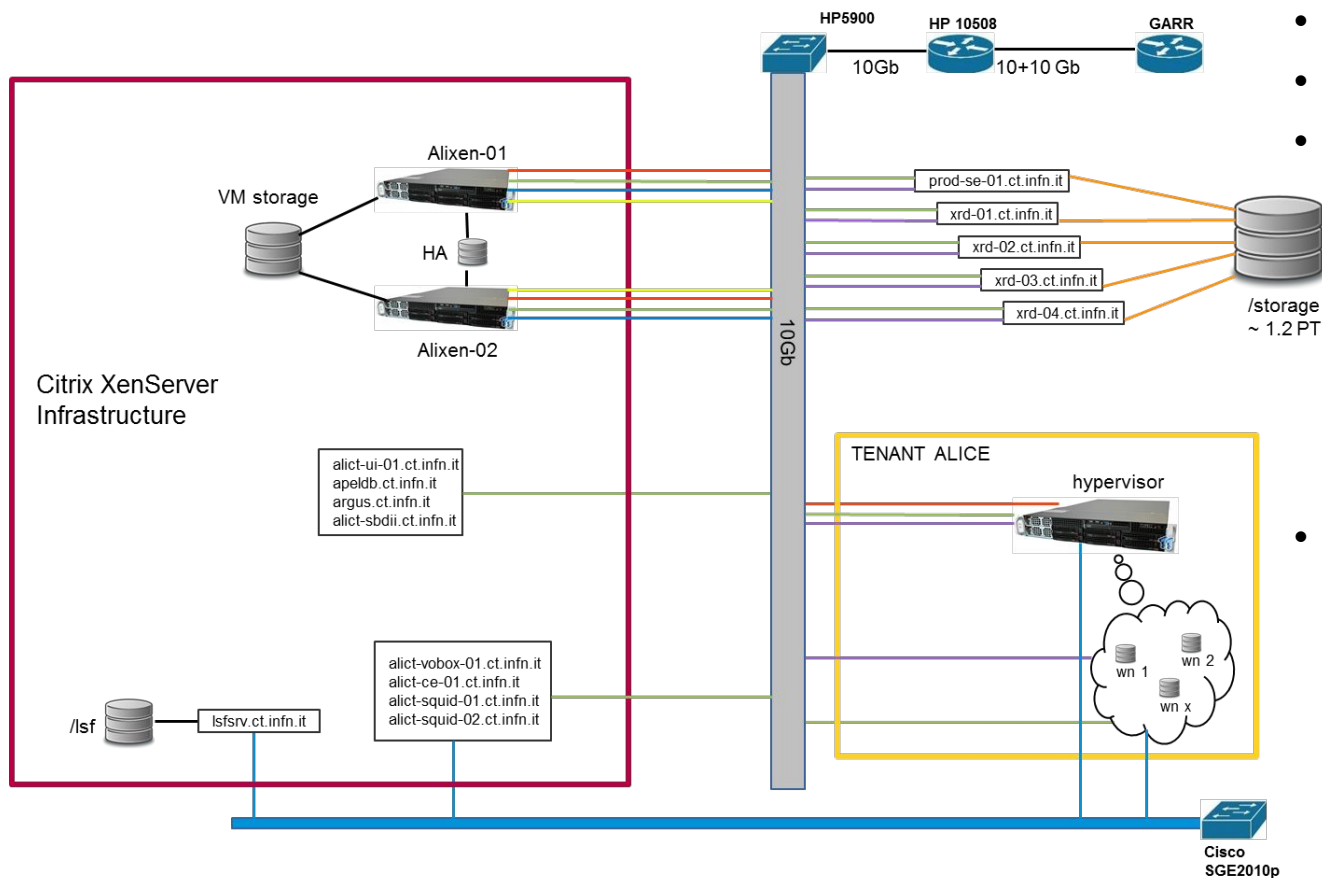 HP5900
HP 10508
GARR
10Gb
10+10 Gb
•
•
•
Alixen-01
VM storage
HA
Alixen-02
Citrix XenServer
Infrastructure
10Gb
prod-se-01.ct.infn.it
xrd-01.ct.infn.it
xrd-02.ct.infn.it
xrd-03.ct.infn.it
xrd-04.ct.infn.it
/storage
~ 1.2 PT
alict-ui-01.ct.infn.it
apeldb.ct.infn.it
argus.ct.infn.it
alict-sbdii.ct.infn.it
TENANT ALICE
hypervisor
•
wn 1
wn 2
wn x
alict-vobox-01.ct.infn.it
alict-ce-01.ct.infn.it
alict-squid-01.ct.infn.it
alict-squid-02.ct.infn.it
/lsf
lsfsrv.ct.infn.it
Cisco
SGE2010p